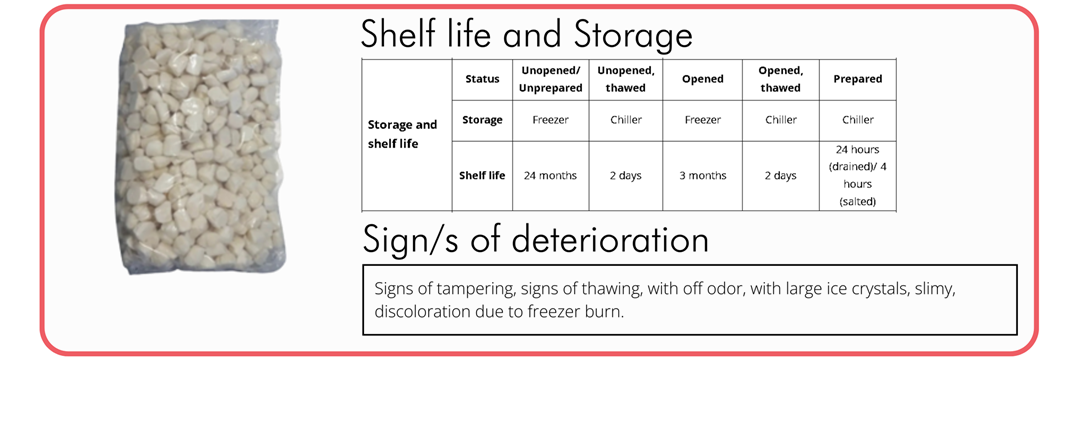 Shelf life and Storage
Storage and
shelf life
Status
Unopened/
Unprepared
Unopened,
thawed
Opened
Opened,
thawed
Prepared
Storage
Freezer
Chiller
Freezer
Chiller
Chiller
Shelf life
24 months
2 days
3 months
2 days
24 hours
(drained)/ 4
hours
(salted)
Sign/s of deterioration
Signs of tampering, signs of thawing, with off odor, with large ice crystals, slimy,
discoloration due to freezer burn.